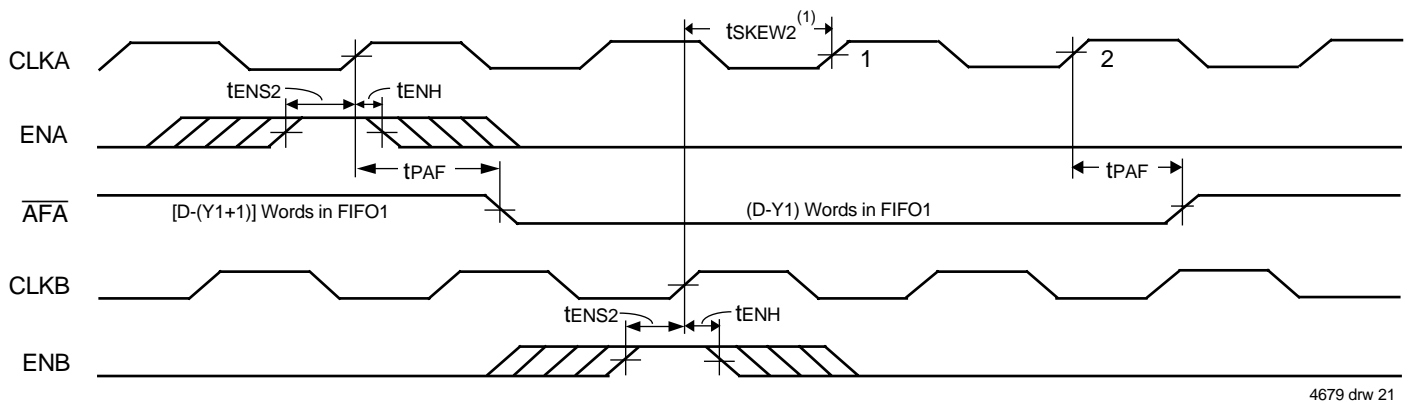 tSKEW2(1)
CLKA
1
2
tENS2
tENH
ENA
tPAF
tPAF
AFA
[D-(Y1+1)] Words in FIFO1
(D-Y1) Words in FIFO1
CLKB
tENS2
tENH
ENB
4679 drw 21